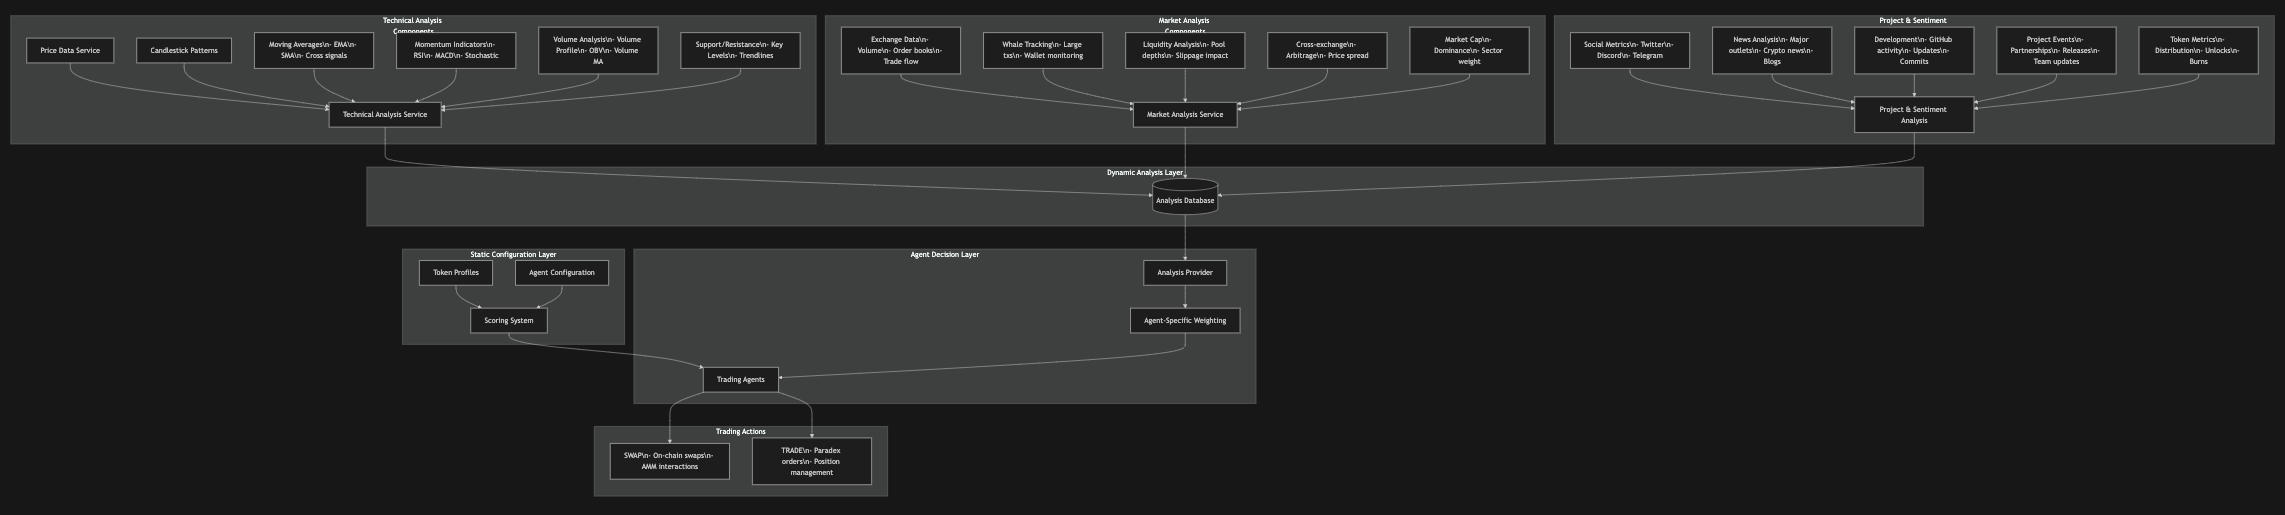 Technical Analysis
Components
Price Data Service
Candlestick Patterns
Moving Averages\n- EMA\n-
SMA\n- Cross signals
Momentum Indicators\n-
RSI\n- MACD\n- Stochastic
Volume Analysis\n- Volume
Profile\n- OBV\n- Volume
MA
Support/Resistance\n- Key
Levels\n- Trendlines
Technical Analysis Service
Market Analysis
Components
Exchange Data\n-
Volume\n- Order books\n-
Trade flow
Whale Tracking\n- Large
txs\n- Wallet monitoring
Liquidity Analysis\n- Pool
depths\n- Slippage impact
Cross-exchange\n-
Arbitrage\n- Price spread
Market Cap\n-
Dominance\n- Sector
weight
Market Analysis Service
Project & Sentiment
Social Metrics\n- Twitter\n-
Discord\n- Telegram
News Analysis\n- Major
outlets\n- Crypto news\n-
Blogs
Development\n- GitHub
activity\n- Updates\n-
Commits
Project Events\n-
Partnerships\n- Releases\n-
Team updates
Token Metrics\n-
Distribution\n- Unlocks\n-
Burns
Project & Sentiment
Analysis
Dynamic Analysis Layer
Analysis Database
Static Configuration Layer
Token Profiles
Agent Configuration
Scoring System
Agent Decision Layer
Analysis Provider
Agent-Specific Weighting
Trading Agents
Trading Actions
SWAP\n- On-chain swaps\n-
AMM interactions
TRADE\n- Paradex
orders\n- Position
management